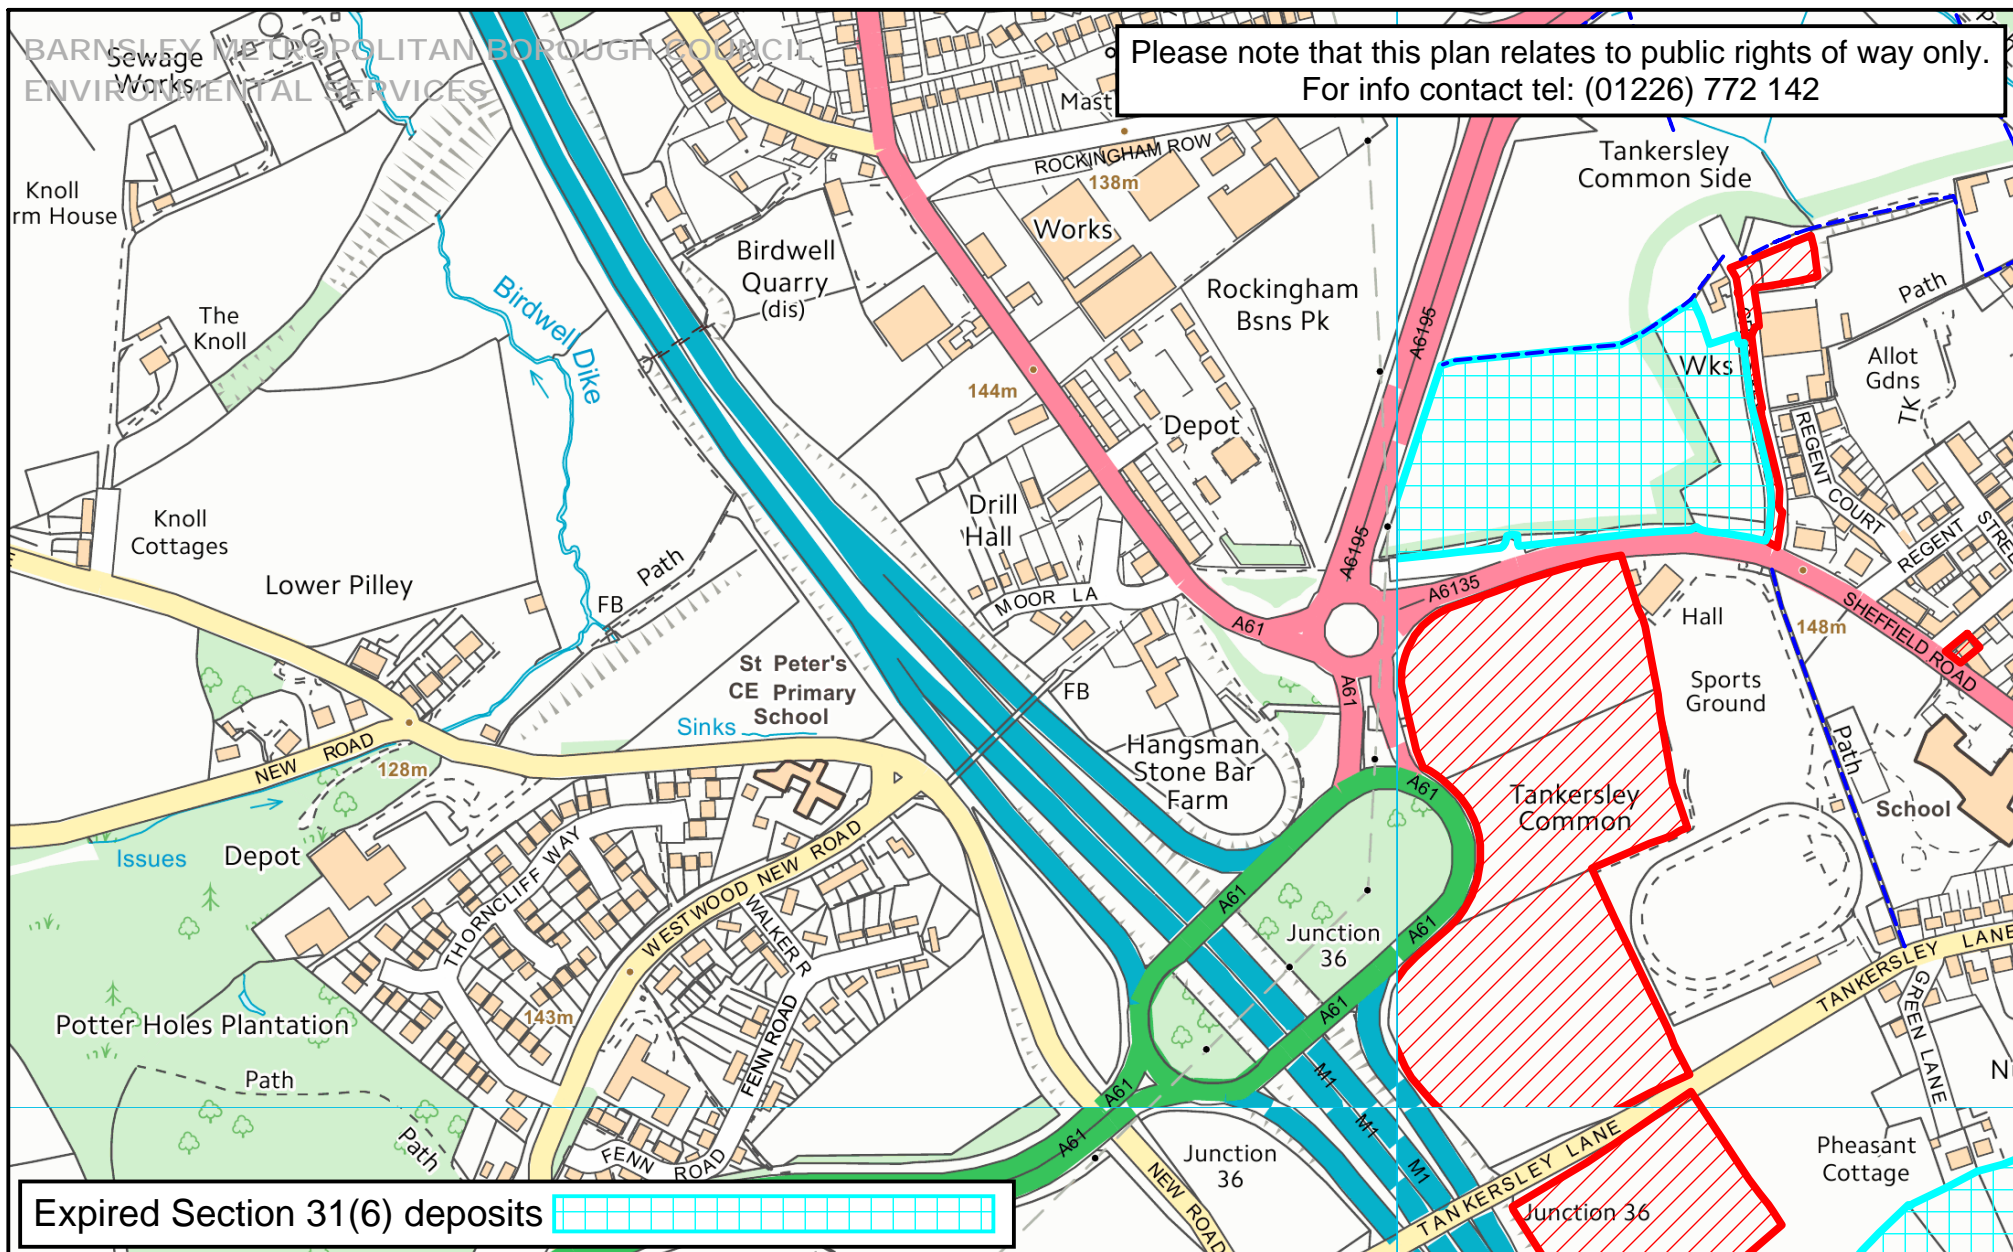 BARNSLEY METROPOLITAN BOROUGH COUNCIL
ENVIRONMENTAL SERVICES
Please note that this plan relates to public rights of way only.
For info contact tel: (01226) 772 142
Sewage
Works
Mast
ROCKINGHAM ROW
138m
Tankersley
Common Side
Knoll
rm House
Works
Birdwell
Quarry
(dis)
Birdwell Dike
Rockingham
Bsns Pk
A6195
Path
The
Knoll
Wks
Allot
Gdns
TK
144m
Depot
REGENT COURT
Drill
Hall
Knoll
Cottages
REGENT
STREE
A6195
Path
Lower Pilley
FB
MOOR LA
A6135
A61
Hall
148m
SHEFFIELD ROAD
St Peter's
CE Primary
School
FB
A61
Sports
Ground
Sinks
NEW ROAD
128m
Hangsman
Stone Bar
Farm
Path
A61
Tankersley
Common
School
Issues
Depot
THORNCLIFF WAY
WESTWOOD NEW ROAD
WALKER R
A61
A61
Junction
36
TANKERSLEY LANE
GREEN LANE
143m
Potter Holes Plantation
A61
FENN ROAD
Path
M1
A61
Path
M1
A61
FENN ROAD
Junction
36
M1
NEW ROAD
TANKERSLEY LANE
Pheasant
Cottage
Junction 36
Expired Section 31(6) deposits